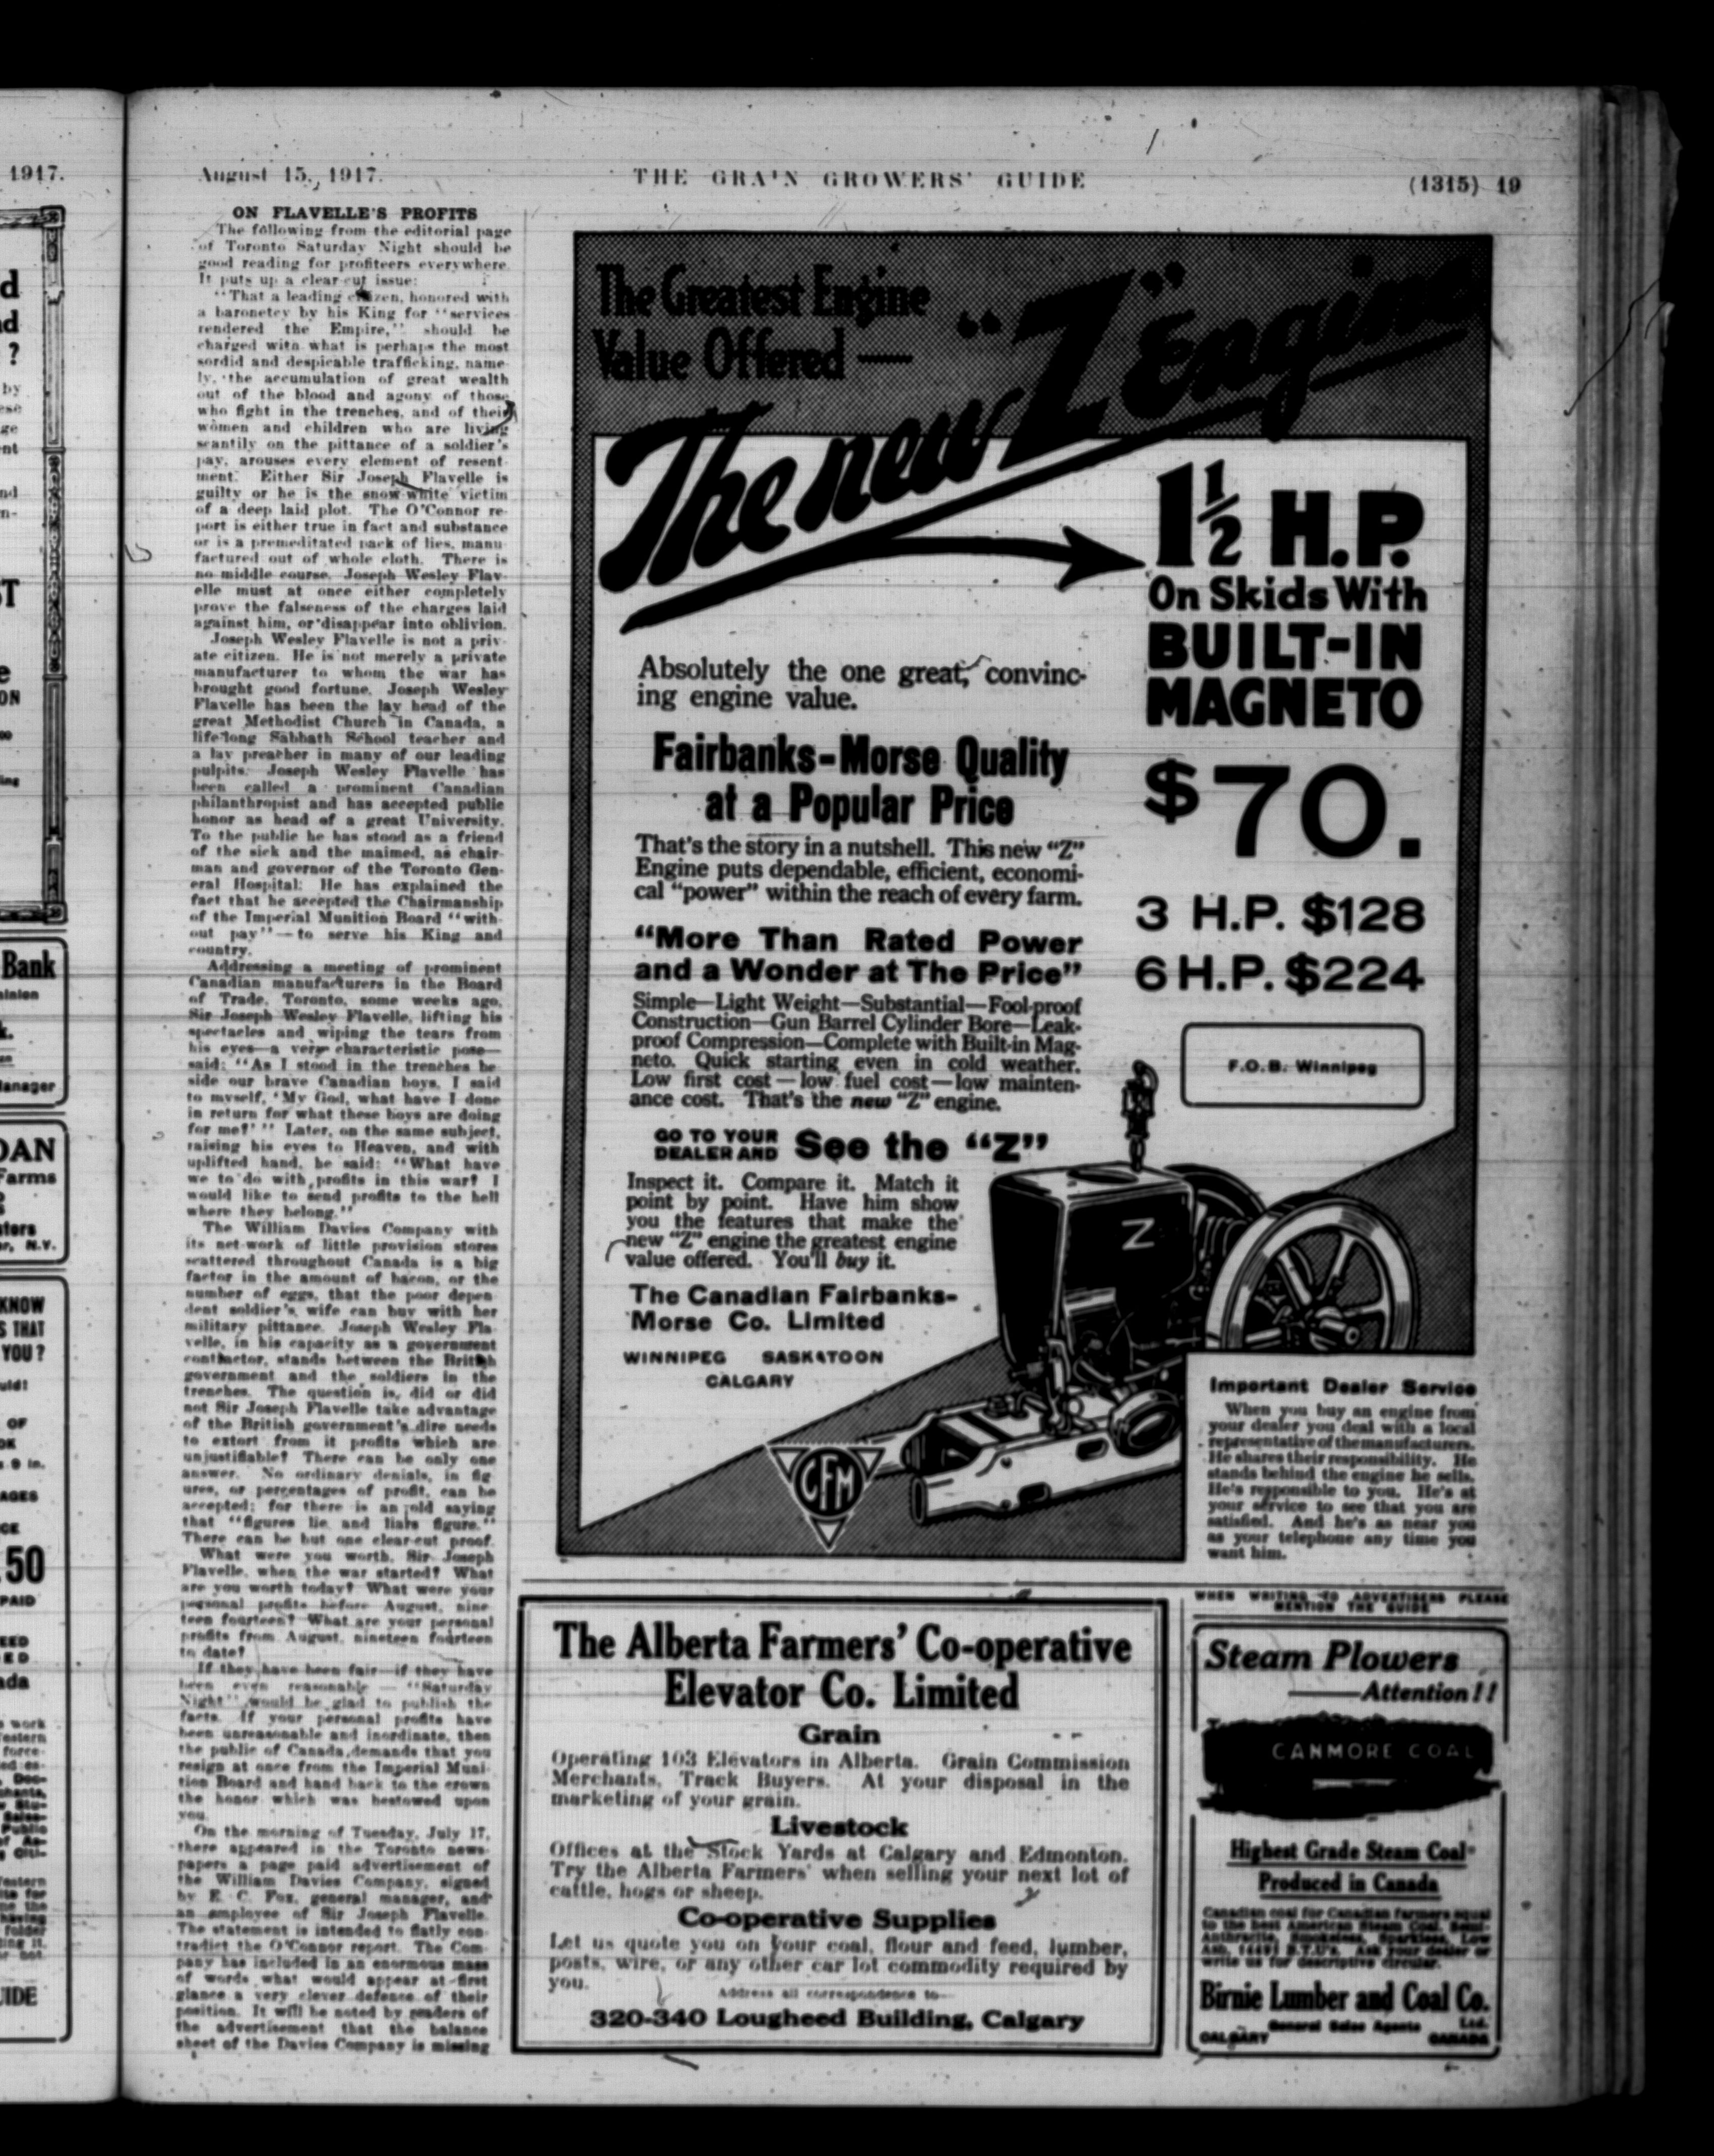 August 15, 1917.
THE GRAIN GROWERS' GUIDE
(1315) 19
ON FLAVELLE'S PROFITS
The following from the editorial page
of Toronto Saturday Night should be
good reading for profiteers everywhere.
It puts up a clear-cut issue:
"That a leading citizen, honored with
a baronetcy by his King for "services
rendered the Empire," should be
charged with what is perhaps the most
sordid and despicable trafficking, name-
ly, the accumulation of great wealth
out of the blood and agony of those
who fight in the trenches, and of their
women and children who are living
scantily on the pittance of a soldier's
pay, arouses every element of resent-
ment. Either Sir Joseph Flavelle is
guilty or he is the snow-white victim
of a deep laid plot. The O'Connor re-
port is either true in fact and substance
or is a premeditated pack of lies, manu-
factured out of whole cloth. There is
no middle course. Joseph Wesley Flav-
elle must at once either completely
prove the falseness of the charges laid
against him, or disappear into oblivion.
Joseph Wesley Flavelle is not a priv-
ate citizen. He is not merely a private
manufacturer to whom the war has
brought good fortune. Joseph Wesley
Flavelle has been the lay head of the
great Methodist Church in Canada, a
life-long Sabbath School teacher and
a lay preacher in many of our leading
pulpits. Joseph Wesley Flavelle has
been called a prominent Canadian
philanthropist and has accepted public
honor as head of a great University.
To the public he has stood as a friend
of the sick and the maimed, as chair-
man and governor of the Toronto Gen-
eral Hospital. He has explained the
fact that he accepted the Chairmanship
of the Imperial Munition Board "with-
out pay"—to serve his King and
country.
Addressing a meeting of prominent
Canadian manufacturers in the Board
of Trade, Toronto, some weeks ago,
Sir Joseph Wesley Flavelle, lifting his
spectacles and wiping the tears from
his eyes—a very characteristic pose—
said: "As I stood in the trenches be-
side our brave Canadian boys, I said
to myself, 'My God, what have I done
in return for what these boys are doing
for me?' " Later, on the same subject,
raising his eyes to Heaven, and with
uplifted hand, he said: "What have
we to do with profits in this war? I
would like to send profits to the hell
where they belong."
The William Davies Company with
its net-work of little provision stores
scattered throughout Canada is a big
factor in the amount of bacon, or the
number of eggs, that the poor depen-
dent soldier's wife can buy with her
military pittance. Joseph Wesley Fla-
velle, in his capacity as a government
contractor, stands between the British
government and the soldiers in the
trenches. The question is, did or did
not Sir Joseph Flavelle take advantage
of the British government's dire needs
to extort from it profits which are
unjustifiable? There can be only one
answer. No ordinary denials, in fig-
ures, or percentages of profit, can be
accepted; for there is an old saying
that "figures lie and liars figure."
There can be but one clear-cut proof.
What were you worth, Sir Joseph
Flavelle, when the war started? What
are you worth today? What were your
personal profits before August, nine-
teen fourteen? What are your personal
profits from August, nineteen fourteen
to date?
If they have been fair—if they have
been even reasonable — "Saturday
Night" would be glad to publish the
facts. If your personal profits have
been unreasonable and inordinate, then
the public of Canada demands that you
resign at once from the Imperial Muni-
tion Board and hand back to the crown
the honor which was bestowed upon
you.
On the morning of Tuesday, July 17,
there appeared in the Toronto news-
papers a page paid advertisement of
the William Davies Company, signed
by E. C. Fox, general manager, and
an employee of Sir Joseph Flavelle.
The statement is intended to flatly con-
tradict the O'Connor report. The Com-
pany has included in an enormous mass
of words what would appear at first
glance a very clever defence of their
position. It will be noted by readers of
the advertisement that the balance
sheet of the Davies Company is missing
The Greatest Engine
Value Offered —
The new "Z" Engine
1½ H.P.
On Skids With
BUILT-IN
MAGNETO
$70.
3 H.P. $128
6 H.P. $224
F.O.B. Winnipeg
Absolutely the one great, convinc-
ing engine value.
Fairbanks-Morse Quality
at a Popular Price
That's the story in a nutshell. This new "Z"
Engine puts dependable, efficient, economi-
cal "power" within the reach of every farm.
"More Than Rated Power
and a Wonder at The Price"
Simple—Light Weight—Substantial—Fool-proof
Construction—Gun Barrel Cylinder Bore—Leak-
proof Compression—Complete with Built-in Mag-
neto. Quick starting even in cold weather.
Low first cost—low fuel cost—low mainten-
ance cost. That's the new "Z" engine.
GO TO YOUR
DEALER AND See the "Z"
Inspect it. Compare it. Match it
point by point. Have him show
you the features that make the
new "Z" engine the greatest engine
value offered. You'll buy it.
The Canadian Fairbanks-
Morse Co. Limited
WINNIPEG SASKATOON
CALGARY
Z
CFM
Important Dealer Service
When you buy an engine from
your dealer you deal with a local
representative of the manufacturers.
He shares their responsibility. He
stands behind the engine he sells.
He's responsible to you. He's at
your service to see that you are
satisfied. And he's as near you
as your telephone any time you
want him.
The Alberta Farmers' Co-operative
Elevator Co. Limited
Grain
Operating 103 Elevators in Alberta. Grain Commission
Merchants, Track Buyers. At your disposal in the
marketing of your grain.
Livestock
Offices at the Stock Yards at Calgary and Edmonton.
Try the Alberta Farmers' when selling your next lot of
cattle, hogs or sheep.
Co-operative Supplies
Let us quote you on your coal, flour and feed, lumber,
posts, wire, or any other car lot commodity required by
you.
Address all correspondence to—
320-340 Lougheed Building, Calgary
WHEN WRITING TO ADVERTISERS PLEASE
MENTION THE GUIDE
Steam Plowers
Attention!!
CANMORE COAL
Highest Grade Steam Coal
Produced in Canada
Canadian coal for Canadian farmers equal
to the best American Steam Coal. Semi-
Anthracite, Smokeless, Sparkless, Low
Ash, B.T.U's. Ask your dealer or
write us for descriptive circular.
Birnie Lumber and Coal Co.
Ltd.
General Sales Agents
CALGARY CANADA